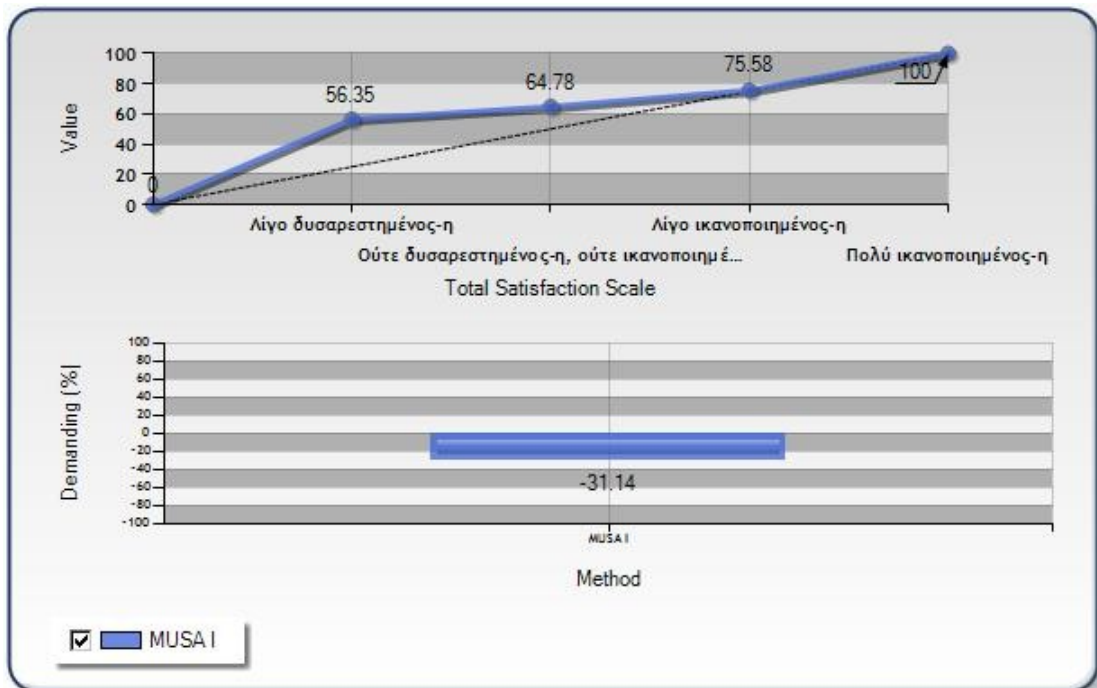 100
80
60
40
20
0
Value
0
56.35
64.78
75.58
100
Λίγο δυσαρεστημένος-η
Λίγο ικανοποιημένος-η
Ούτε δυσαρεστημένος-η, ούτε ικανοποιημέ...
Πολύ ικανοποιημένος-η
Total Satisfaction Scale
100
80
60
40
20
0
-20
-40
-60
-80
-100
Demanding (%|
-31.14
MUSA I
Method
MUSA I